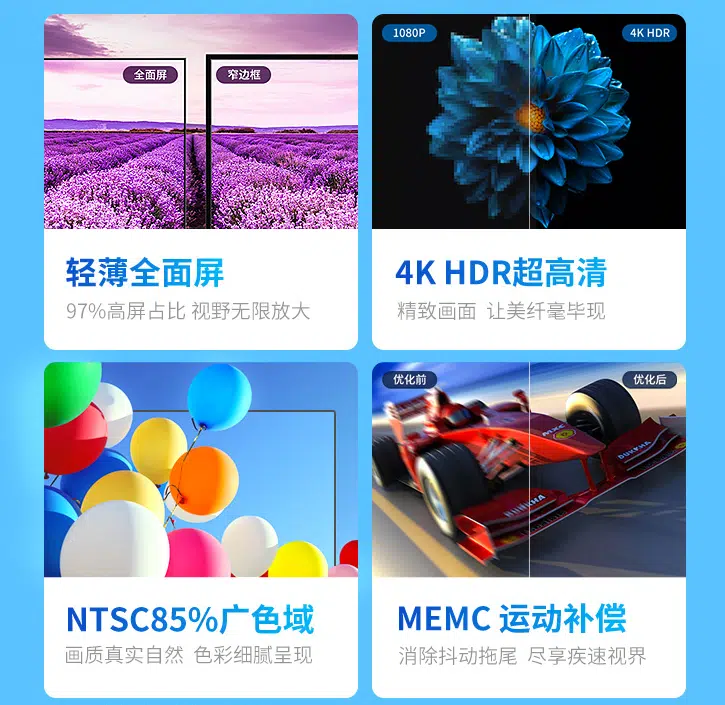 全面屏
窄边框
轻薄全面屏
97%高屏占比 视野无限放大
1080P
4K HDR
4K HDR超高清
精致画面 让美纤毫毕现
NTSC85%广色域
画质真实自然 色彩细腻呈现
优化前
优化后
MEMC 运动补偿
消除抖动拖尾 尽享疾速视界